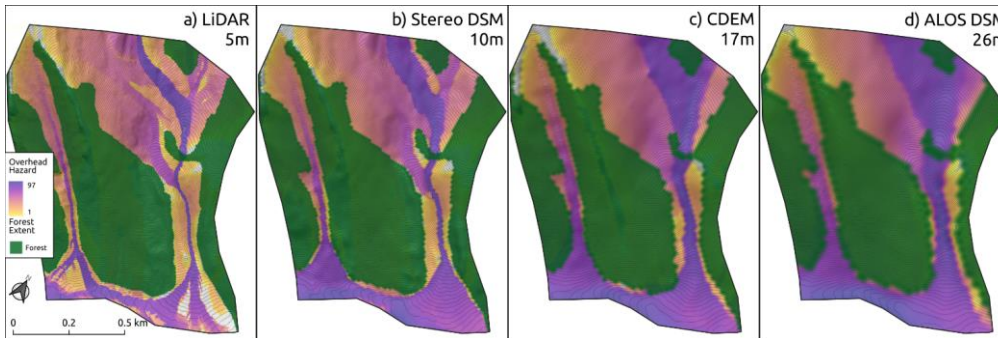 a) LiDAR
5m
b) Stereo DSM
10m
c) CDEM
17m
d) ALOS DSM
26m
Overhead
Hazard
97
1
Forest
Extent
Forest
N
0 0.2 0.5 km